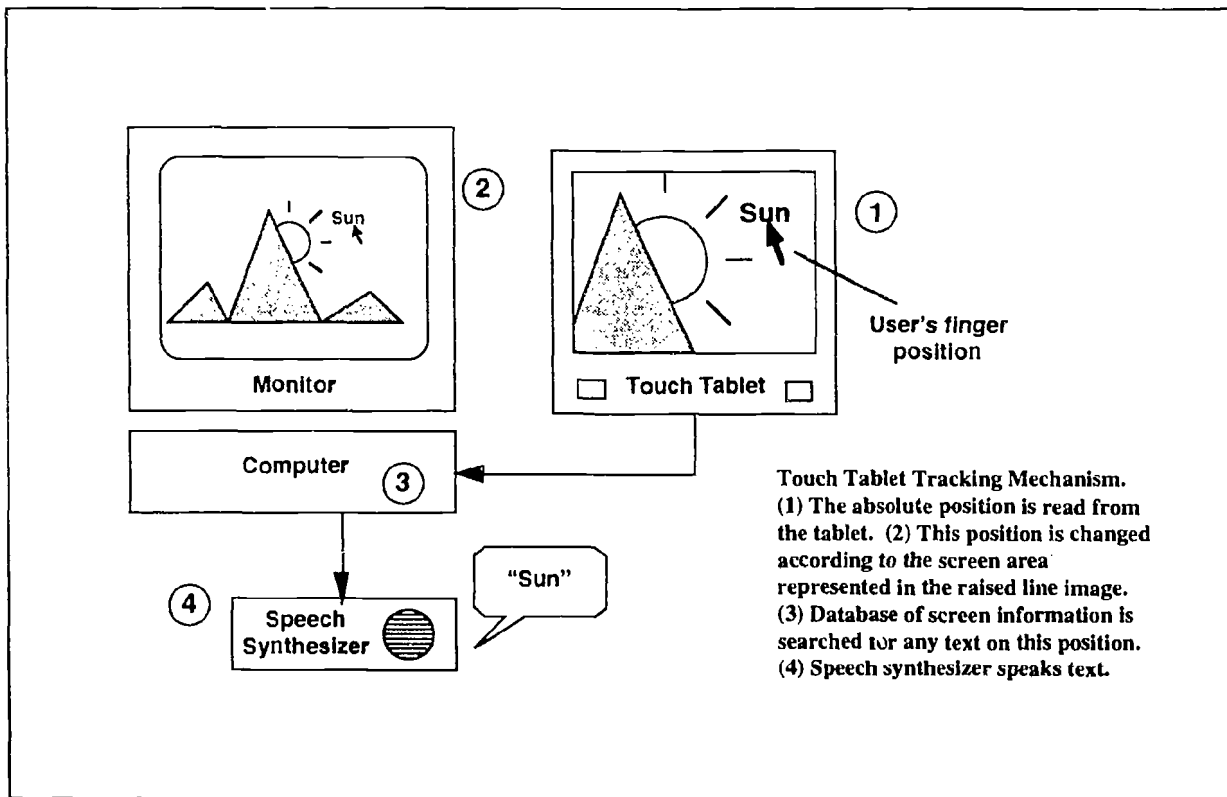 Sun
2
Monitor
Sun
1
User's finger
position
Touch Tablet
Computer
3
4
Speech
Synthesizer
“Sun”
Touch Tablet Tracking Mechanism.
(1) The absolute position is read from
the tablet. (2) This position is changed
according to the screen area
represented in the raised line image.
(3) Database of screen information is
searched for any text on this position.
(4) Speech synthesizer speaks text.